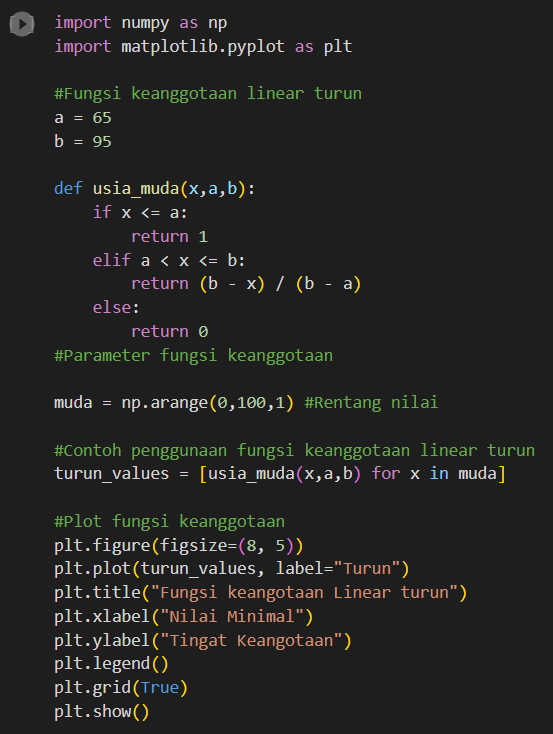 import numpy as np
import matplotlib.pyplot as plt
#Fungsi keanggotaan linear turun
a = 65
b = 95
def usia_muda(x,a,b):
    if x <= a:
        return 1
    elif a < x <= b:
        return (b - x) / (b - a)
    else:
        return 0
#Parameter fungsi keanggotaan
muda = np.arange(0,100,1) #Rentang nilai
#Contoh penggunaan fungsi keanggotaan linear turun
turun_values = [usia_muda(x,a,b) for x in muda]
#Plot fungsi keanggotaan
plt.figure(figsize=(8, 5))
plt.plot(turun_values, label="Turun")
plt.title("Fungsi keangotaan Linear turun")
plt.xlabel("Nilai Minimal")
plt.ylabel("Tingat Keangotaan")
plt.legend()
plt.grid(True)
plt.show()